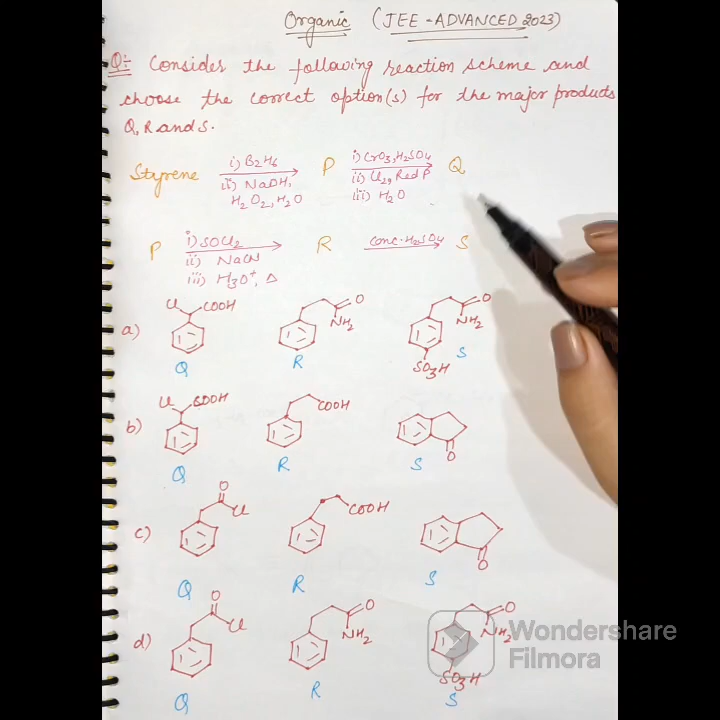 Organic (JEE-ADVANCED 2023)
Q:- Consider the following reaction scheme and
choose the correct option(s) for the major products
Q, R and S.
Styrene i) B2H6 ii) NaOH, H2O2, H2O P i) CrO3, H2SO4 ii) Cl2, Red P iii) H2O Q
P i) SOCl2 ii) NaCN iii) H3O+, Δ R Conc. H2SO4 S
a) Cl COOH Q O NH2 R O NH2 SO3H S
b) Cl COOH Q COOH R O S
c) O Cl Q COOH R O S
d) O Cl Q O NH2 R O NH2 SO3H S
Wondershare
Filmora